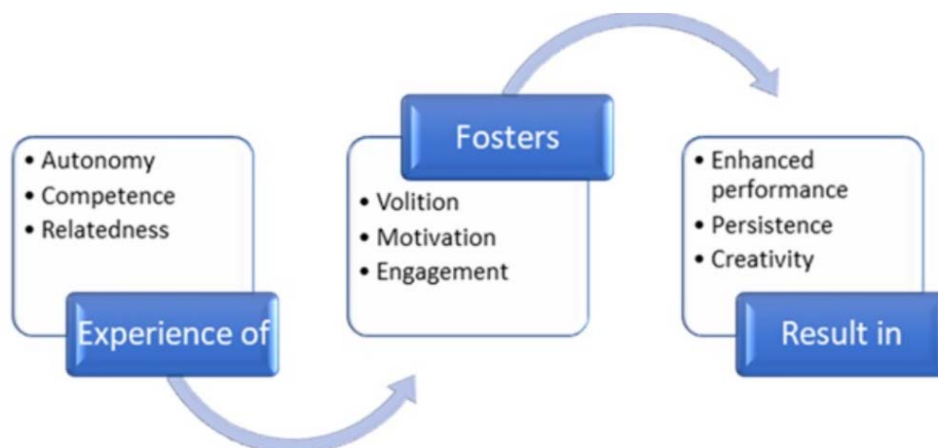 • Autonomy
• Competence
• Relatedness
Experience of
Fosters
• Volition
• Motivation
• Engagement
• Enhanced
performance
• Persistence
• Creativity
Result in